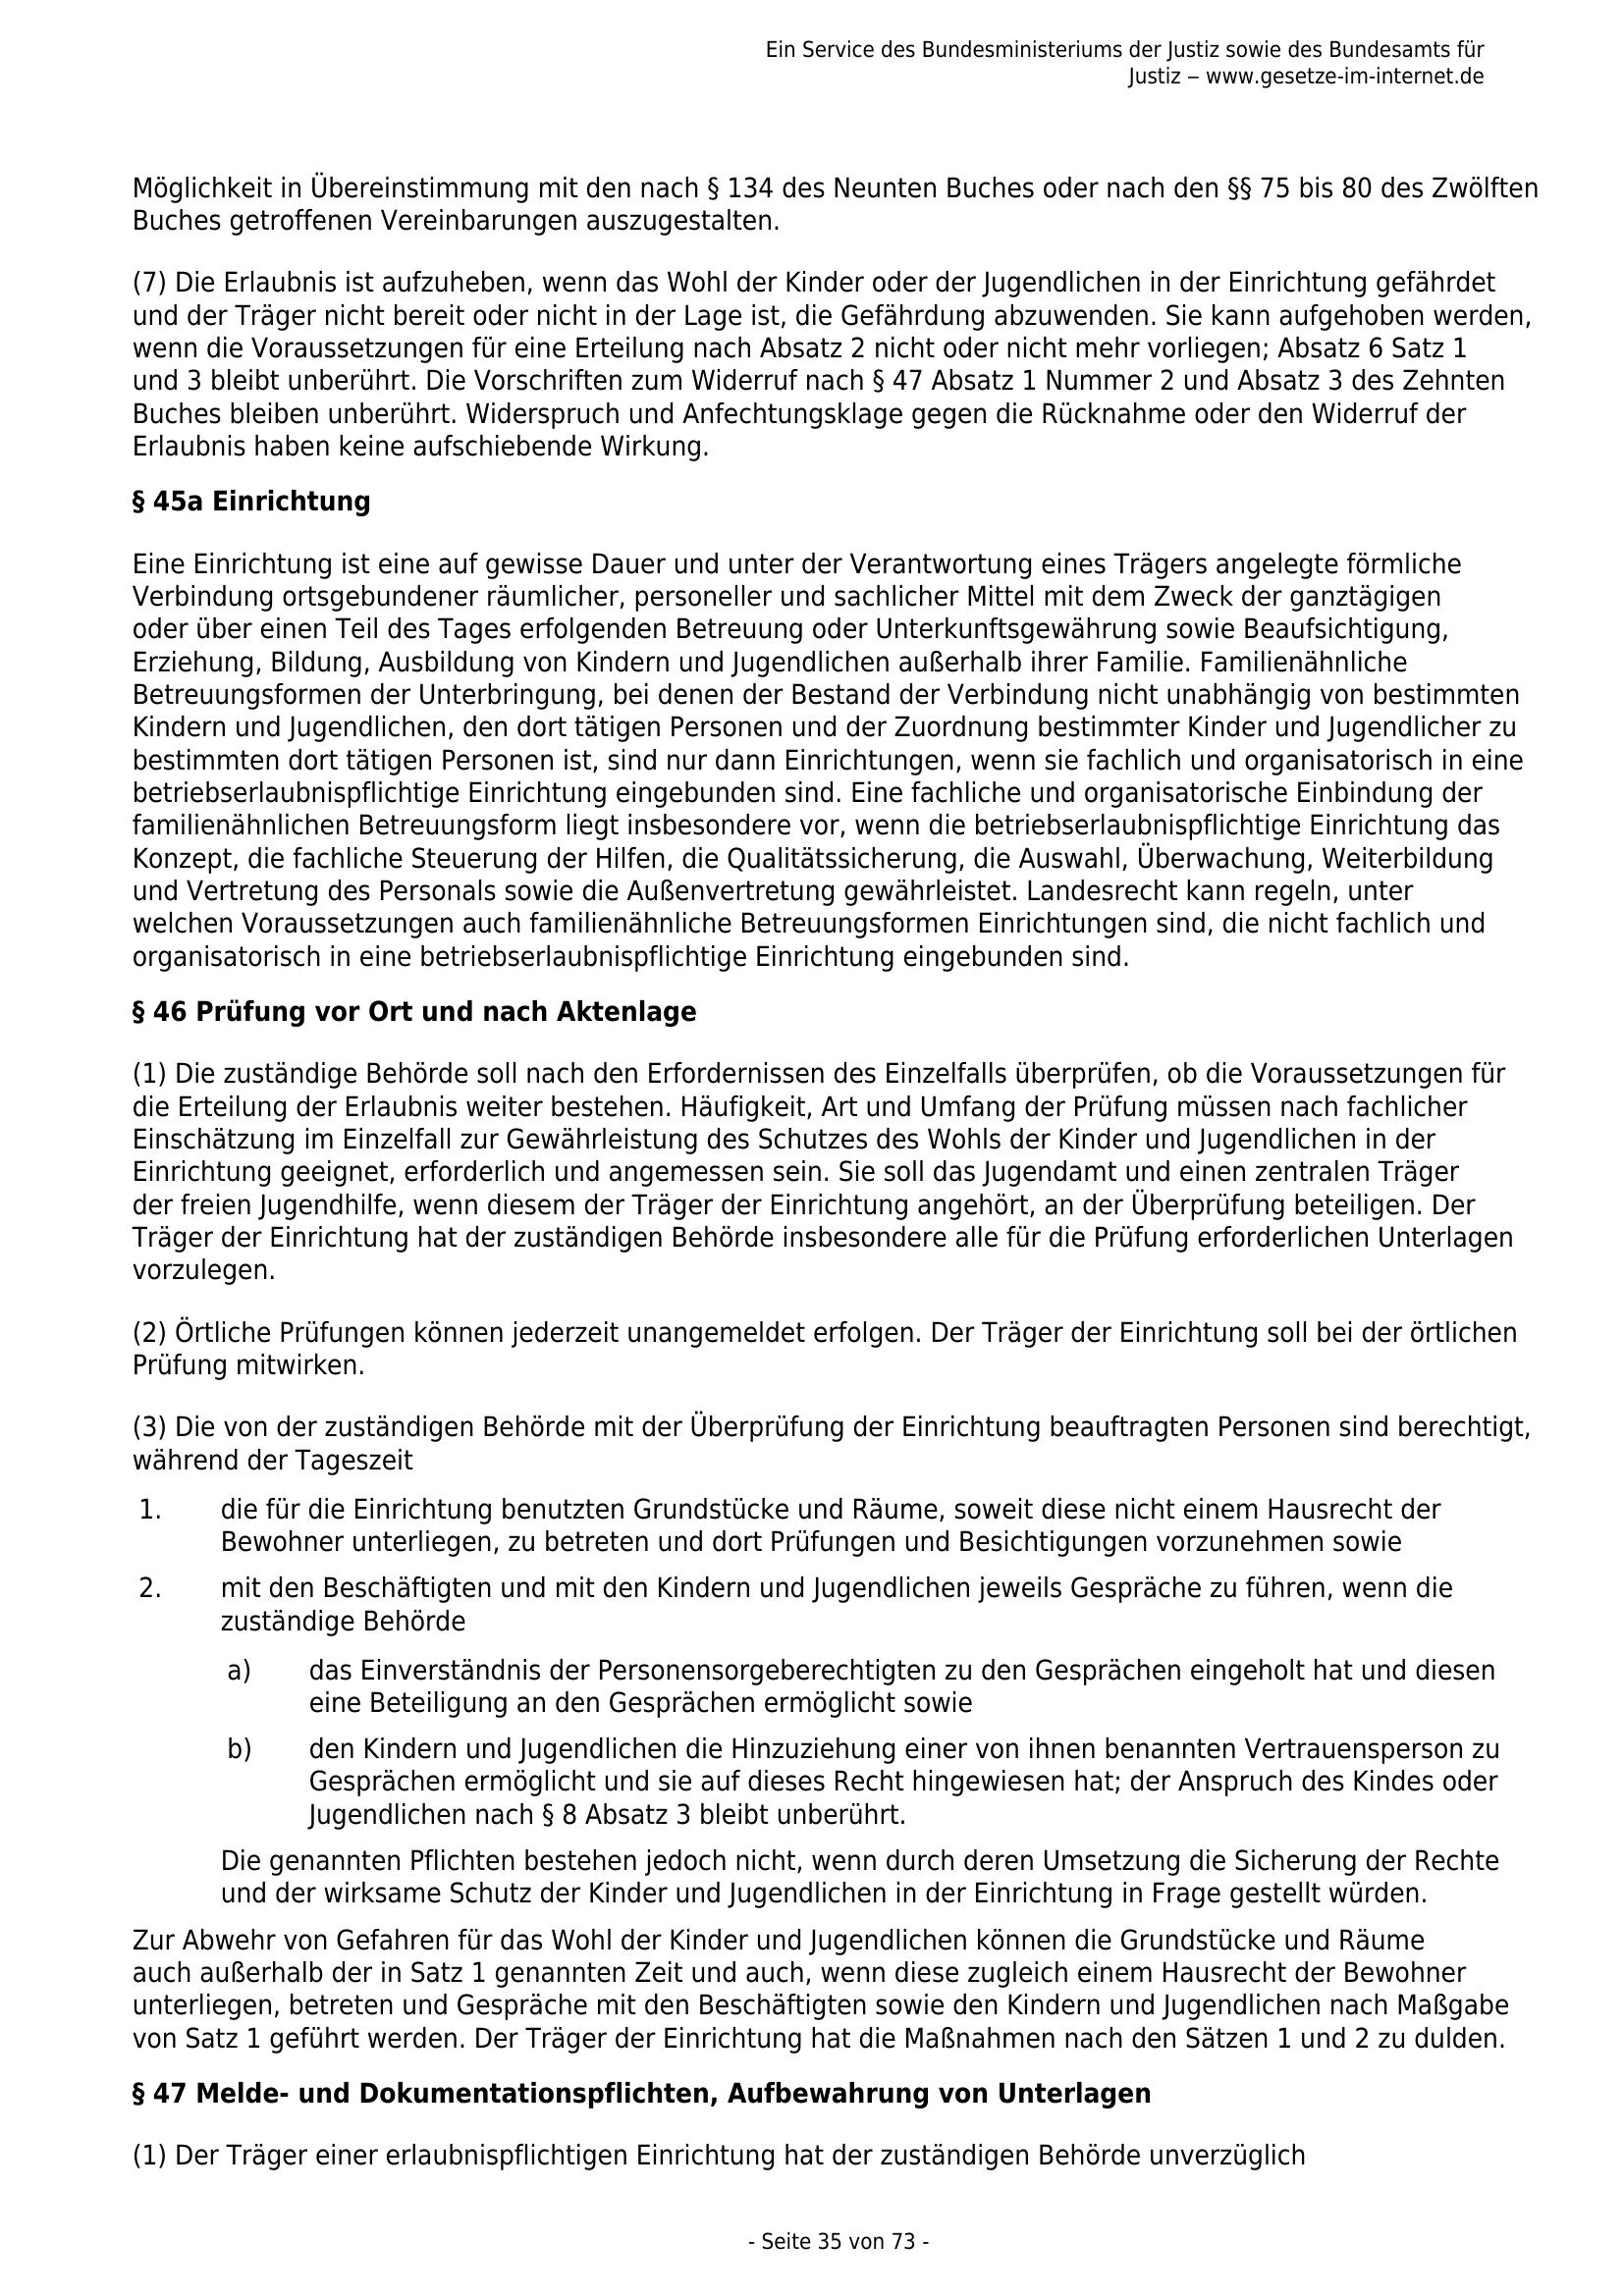 Ein Service des Bundesministeriums der Justiz sowie des Bundesamts für
Justiz ‒ www.gesetze-im-internet.de
Möglichkeit in Übereinstimmung mit den nach § 134 des Neunten Buches oder nach den §§ 75 bis 80 des Zwölften
Buches getroffenen Vereinbarungen auszugestalten.
(7) Die Erlaubnis ist aufzuheben, wenn das Wohl der Kinder oder der Jugendlichen in der Einrichtung gefährdet
und der Träger nicht bereit oder nicht in der Lage ist, die Gefährdung abzuwenden. Sie kann aufgehoben werden,
wenn die Voraussetzungen für eine Erteilung nach Absatz 2 nicht oder nicht mehr vorliegen; Absatz 6 Satz 1
und 3 bleibt unberührt. Die Vorschriften zum Widerruf nach § 47 Absatz 1 Nummer 2 und Absatz 3 des Zehnten
Buches bleiben unberührt. Widerspruch und Anfechtungsklage gegen die Rücknahme oder den Widerruf der
Erlaubnis haben keine aufschiebende Wirkung.
§ 45a Einrichtung
Eine Einrichtung ist eine auf gewisse Dauer und unter der Verantwortung eines Trägers angelegte förmliche
Verbindung ortsgebundener räumlicher, personeller und sachlicher Mittel mit dem Zweck der ganztägigen
oder über einen Teil des Tages erfolgenden Betreuung oder Unterkunftsgewährung sowie Beaufsichtigung,
Erziehung, Bildung, Ausbildung von Kindern und Jugendlichen außerhalb ihrer Familie. Familienähnliche
Betreuungsformen der Unterbringung, bei denen der Bestand der Verbindung nicht unabhängig von bestimmten
Kindern und Jugendlichen, den dort tätigen Personen und der Zuordnung bestimmter Kinder und Jugendlicher zu
bestimmten dort tätigen Personen ist, sind nur dann Einrichtungen, wenn sie fachlich und organisatorisch in eine
betriebserlaubnispflichtige Einrichtung eingebunden sind. Eine fachliche und organisatorische Einbindung der
familienähnlichen Betreuungsform liegt insbesondere vor, wenn die betriebserlaubnispflichtige Einrichtung das
Konzept, die fachliche Steuerung der Hilfen, die Qualitätssicherung, die Auswahl, Überwachung, Weiterbildung
und Vertretung des Personals sowie die Außenvertretung gewährleistet. Landesrecht kann regeln, unter
welchen Voraussetzungen auch familienähnliche Betreuungsformen Einrichtungen sind, die nicht fachlich und
organisatorisch in eine betriebserlaubnispflichtige Einrichtung eingebunden sind.
§ 46 Prüfung vor Ort und nach Aktenlage
(1) Die zuständige Behörde soll nach den Erfordernissen des Einzelfalls überprüfen, ob die Voraussetzungen für
die Erteilung der Erlaubnis weiter bestehen. Häufigkeit, Art und Umfang der Prüfung müssen nach fachlicher
Einschätzung im Einzelfall zur Gewährleistung des Schutzes des Wohls der Kinder und Jugendlichen in der
Einrichtung geeignet, erforderlich und angemessen sein. Sie soll das Jugendamt und einen zentralen Träger
der freien Jugendhilfe, wenn diesem der Träger der Einrichtung angehört, an der Überprüfung beteiligen. Der
Träger der Einrichtung hat der zuständigen Behörde insbesondere alle für die Prüfung erforderlichen Unterlagen
vorzulegen.
(2) Örtliche Prüfungen können jederzeit unangemeldet erfolgen. Der Träger der Einrichtung soll bei der örtlichen
Prüfung mitwirken.
(3) Die von der zuständigen Behörde mit der Überprüfung der Einrichtung beauftragten Personen sind berechtigt,
während der Tageszeit
1. die für die Einrichtung benutzten Grundstücke und Räume, soweit diese nicht einem Hausrecht der
Bewohner unterliegen, zu betreten und dort Prüfungen und Besichtigungen vorzunehmen sowie
2. mit den Beschäftigten und mit den Kindern und Jugendlichen jeweils Gespräche zu führen, wenn die
zuständige Behörde
a) das Einverständnis der Personensorgeberechtigten zu den Gesprächen eingeholt hat und diesen
eine Beteiligung an den Gesprächen ermöglicht sowie
b) den Kindern und Jugendlichen die Hinzuziehung einer von ihnen benannten Vertrauensperson zu
Gesprächen ermöglicht und sie auf dieses Recht hingewiesen hat; der Anspruch des Kindes oder
Jugendlichen nach § 8 Absatz 3 bleibt unberührt.
Die genannten Pflichten bestehen jedoch nicht, wenn durch deren Umsetzung die Sicherung der Rechte
und der wirksame Schutz der Kinder und Jugendlichen in der Einrichtung in Frage gestellt würden.
Zur Abwehr von Gefahren für das Wohl der Kinder und Jugendlichen können die Grundstücke und Räume
auch außerhalb der in Satz 1 genannten Zeit und auch, wenn diese zugleich einem Hausrecht der Bewohner
unterliegen, betreten und Gespräche mit den Beschäftigten sowie den Kindern und Jugendlichen nach Maßgabe
von Satz 1 geführt werden. Der Träger der Einrichtung hat die Maßnahmen nach den Sätzen 1 und 2 zu dulden.
§ 47 Melde- und Dokumentationspflichten, Aufbewahrung von Unterlagen
(1) Der Träger einer erlaubnispflichtigen Einrichtung hat der zuständigen Behörde unverzüglich
- Seite 35 von 73 -